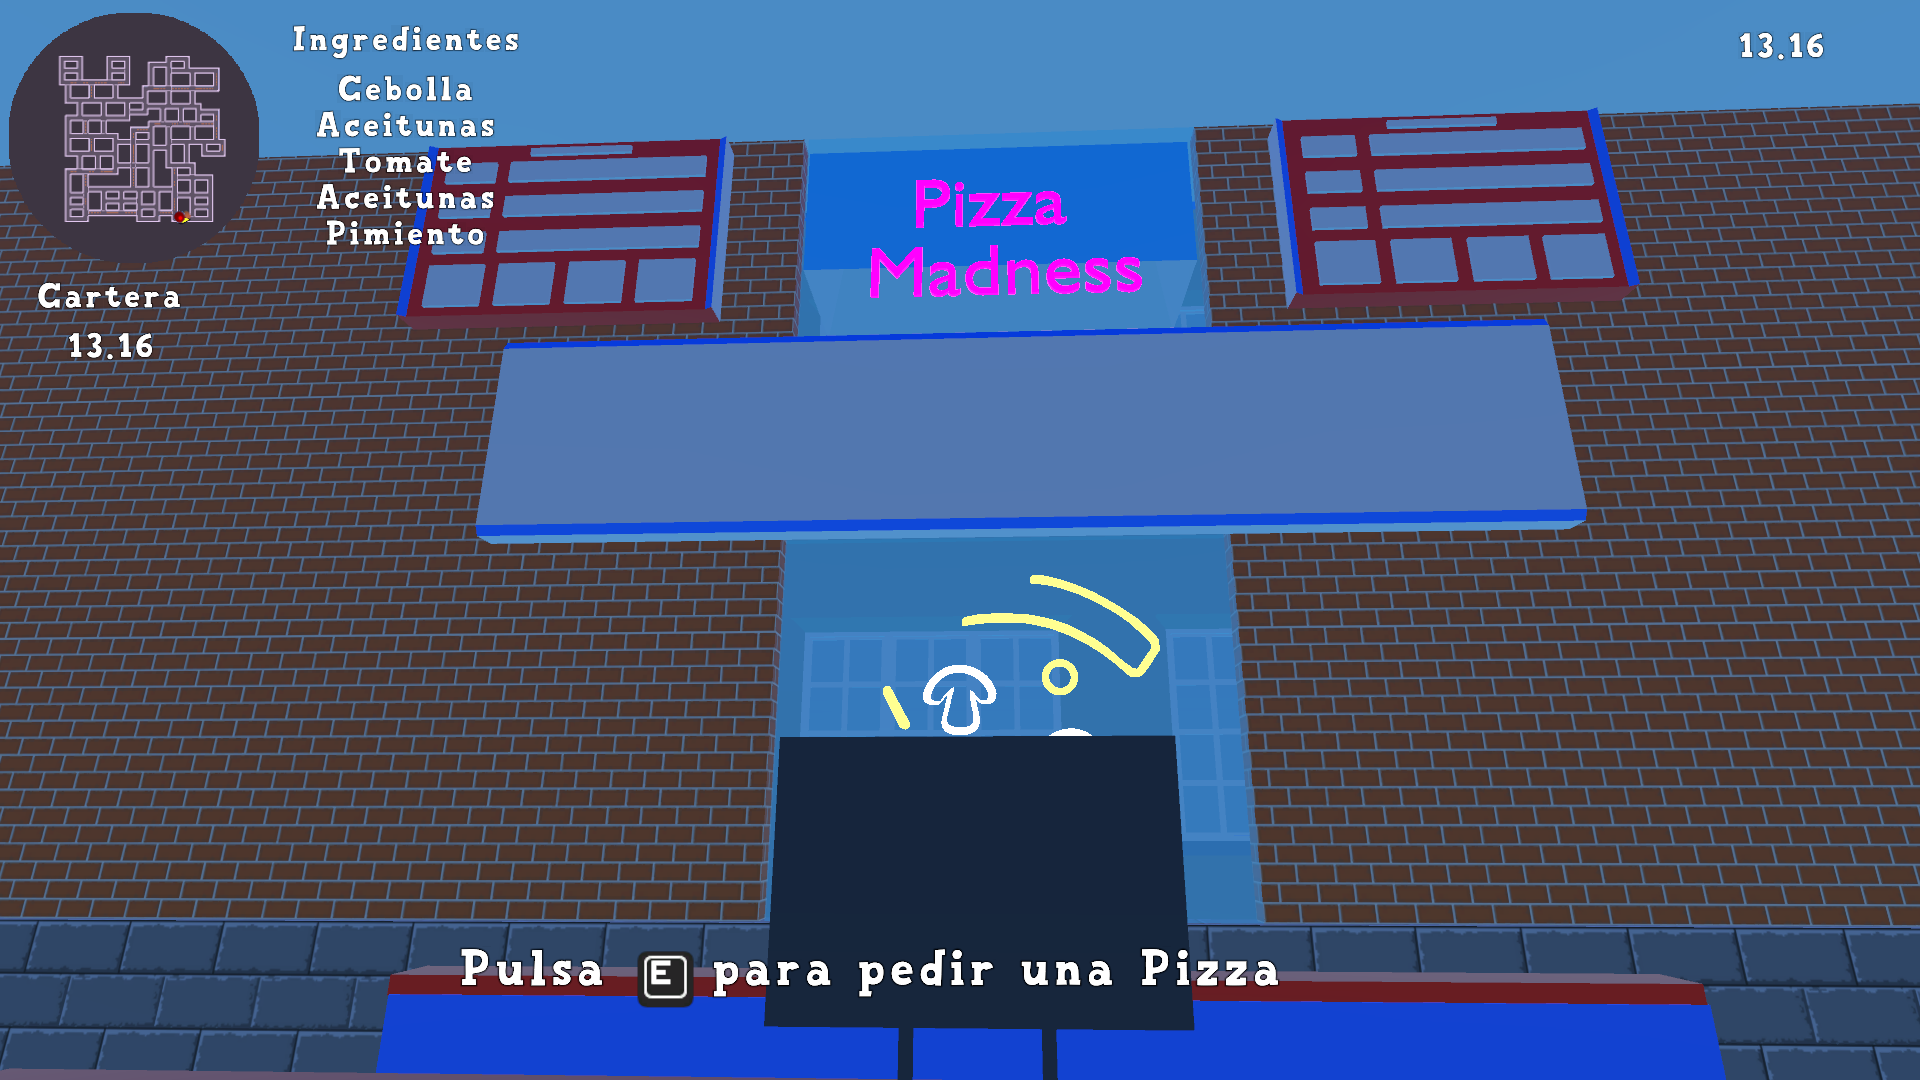 Ingredientes
Cebolla
Aceitunas
Tomate
Aceitunas
Pimiento
Cartera
13.16
13.16
Pizza
Madness
Pulsa E para pedir una Pizza